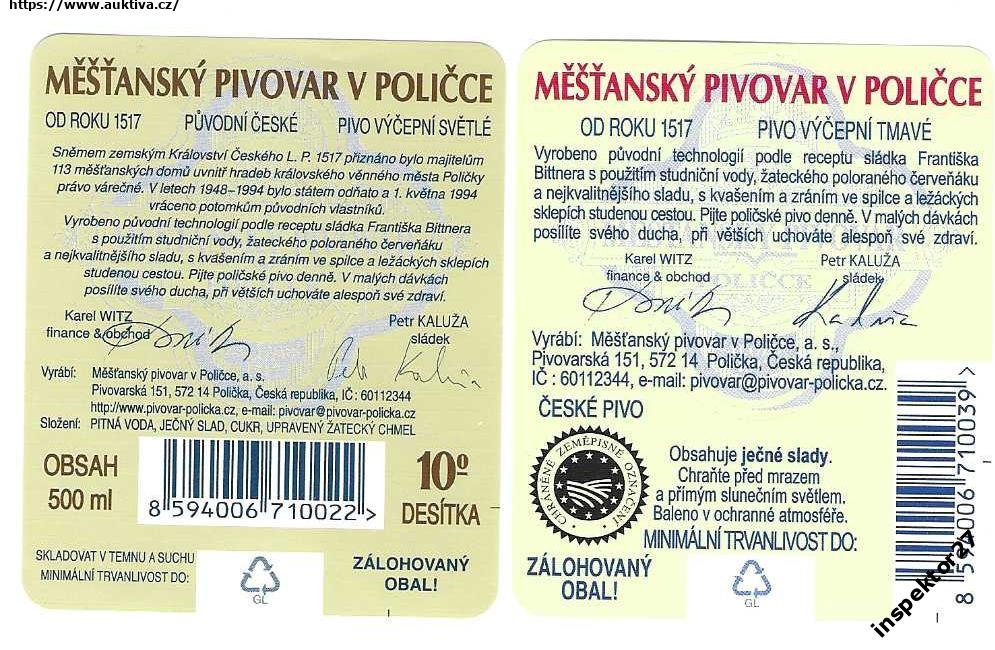 https://www.auktiva.cz/
MĚŠŤANSKÝ PIVOVAR V POLIČCE
OD ROKU 1517 PŮVODNÍ ČESKÉ PIVO VÝČEPNÍ SVĚTLÉ
Sněmem zemským Království Českého L. P. 1517 přiznáno bylo majitelům
113 měšťanských domů uvnitř hradeb královského věnného města Poličky
právo várečné. V letech 1948–1994 bylo státem odňato a 1. května 1994
vráceno potomkům původních vlastníků.
Vyrobeno původní technologií podle receptu sládka Františka Bittnera
s použitím studniční vody, žateckého poloraného červeňáku
a nejkvalitnějšího sladu, s kvašením a zráním ve spilce a ležáckých sklepích
studenou cestou. Pijte poličské pivo denně. V malých dávkách
posílíte svého ducha, při větších uchováte alespoň své zdraví.
Karel WITZ
finance & obchod
Petr KALUŽA
sládek
Vyrábí: Měšťanský pivovar v Poličce, a. s.
Pivovarská 151, 572 14 Polička, Česká republika, IČ: 60112344
http://www.pivovar-policka.cz, e-mail: pivovar@pivovar-policka.cz
Složení: PITNÁ VODA, JEČNÝ SLAD, CUKR, UPRAVENÝ ŽATECKÝ CHMEL
OBSAH
500 ml
8 594006 710022 >
10º
DESÍTKA
SKLADOVAT V TEMNU A SUCHU
MINIMÁLNÍ TRVANLIVOST DO:
GL
ZÁLOHOVANÝ
OBAL!
MĚŠŤANSKÝ PIVOVAR V POLIČCE
OD ROKU 1517 PIVO VÝČEPNÍ TMAVÉ
Vyrobeno původní technologií podle receptu sládka Františka
Bittnera s použitím studniční vody, žateckého poloraného červeňáku
a nejkvalitnějšího sladu, s kvašením a zráním ve spilce a ležáckých
sklepích studenou cestou. Pijte poličské pivo denně. V malých dávkách
posílíte svého ducha, při větších uchováte alespoň své zdraví.
Karel WITZ
finance & obchod
Petr KALUŽA
sládek
Vyrábí: Měšťanský pivovar v Poličce, a. s.,
Pivovarská 151, 572 14 Polička, Česká republika,
IČ : 60112344, e-mail: pivovar@pivovar-policka.cz.
ČESKÉ PIVO
CHRÁNĚNÉ ZEMĚPISNÉ OZNAČENÍ
Obsahuje ječné slady.
Chraňte před mrazem
a přímým slunečním světlem.
Baleno v ochranné atmosféře.
MINIMÁLNÍ TRVANLIVOST DO:
ZÁLOHOVANÝ
OBAL!
GL
8 594006 710039 >
inspektor27